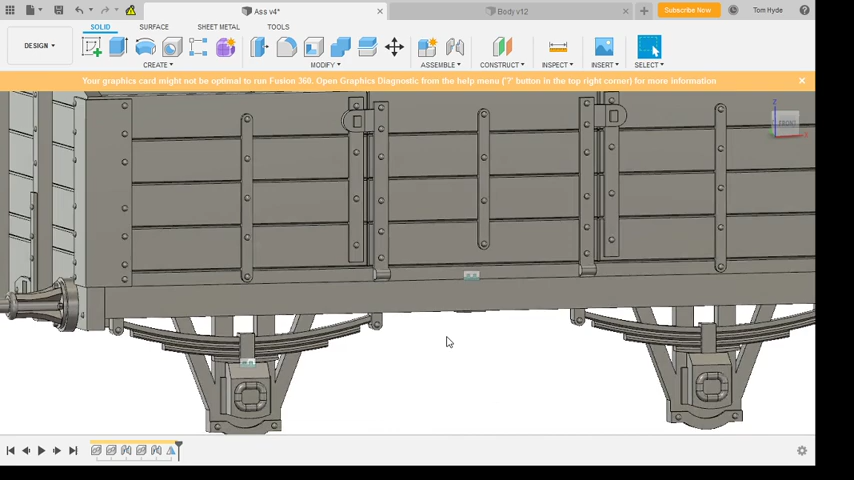 Ass v4*
Body v12
Subscribe Now
Tom Hyde
DESIGN
SOLID
SURFACE
SHEET METAL
TOOLS
CREATE
MODIFY
ASSEMBLE
CONSTRUCT
INSPECT
INSERT
SELECT
Your graphics card might not be optimal to run Fusion 360. Open Graphics Diagnostic from the help menu ('?' button in the top right corner) for more information
Z
FRONT
X